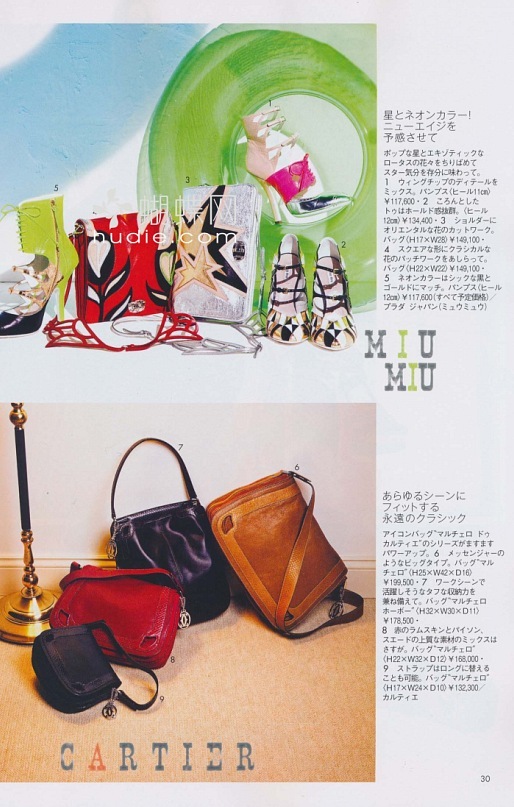 星とネオンカラー!
ニューエイジを
予感させて
ポップな星とエキゾティックな
ロータスの花々をちりばめて
スター気分を存分に味わって。
1 ウィングチップのディテールを
ミックス。パンプス〈ヒール11cm〉
¥117,600・2 ころんとした
トゥはホールド感抜群。〈ヒール
12cm〉¥134,400・3 ショルダーに
オリエンタルな花のカットワーク。
バッグ〈H17×W28〉¥149,100・
4 スクエアな形にクラシカルな
花のパッチワークをあしらって。
バッグ〈H22×W22〉¥149,100・
5 ネオンカラーはシックな黒と
ゴールドにマッチ。パンプス〈ヒール
12cm〉¥117,600(すべて予定価格)/
プラダ ジャパン(ミュウミュウ)
1
2
3
5
蝴蝶网
nudie.com
MIU
MIU
あらゆるシーンに
フィットする
永遠のクラシック
アイコンバッグ"マルチェロ ドゥ
カルティエ"のシリーズがますます
パワーアップ。6 メッセンジャーの
ようなビッグタイプ。バッグ"マル
チェロ"〈H25×W42×D16〉
¥199,500・7 ワークシーンで
活躍しそうなタフな収納力を
兼ね備えて。バッグ"マルチェロ
ホーボー"〈H32×W30×D11〉
¥178,500・
8 赤のラムスキンとパイソン、
スエードの上質な素材のミックスは
さすが。バッグ"マルチェロ"
〈H22×W32×D12〉¥168,000・
9 ストラップはロングに替える
ことも可能。バッグ"マルチェロ"
〈H17×W24×D10〉¥132,300/
カルティエ
7
6
8
9
CARTIER
30